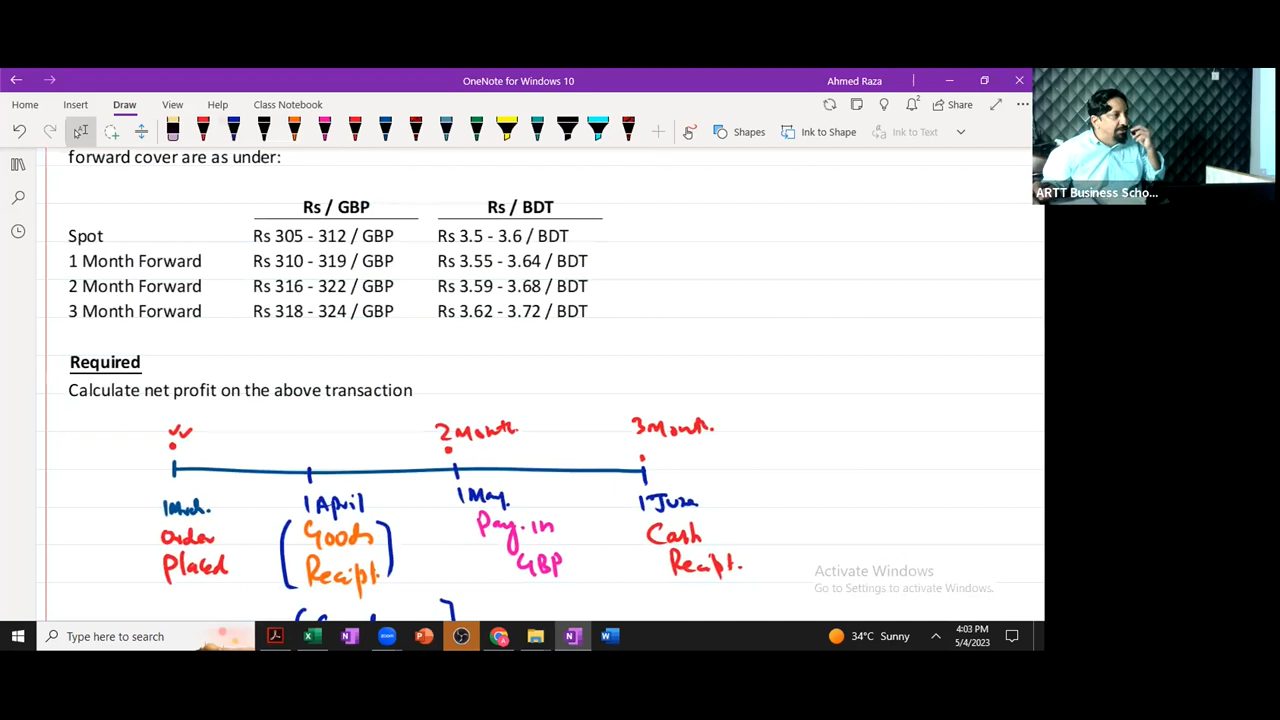 OneNote for Windows 10
Ahmed Raza
Home Insert Draw View Help Class Notebook
Share
Shapes
Ink to Shape
Ink to Text
ARTT Business Scho...
forward cover are as under:
Rs / GBP Rs / BDT
Spot Rs 305 - 312 / GBP Rs 3.5 - 3.6 / BDT
1 Month Forward Rs 310 - 319 / GBP Rs 3.55 - 3.64 / BDT
2 Month Forward Rs 316 - 322 / GBP Rs 3.59 - 3.68 / BDT
3 Month Forward Rs 318 - 324 / GBP Rs 3.62 - 3.72 / BDT
Required
Calculate net profit on the above transaction
2 Month. 3 Month.
1 April 1 May. 1 June
Order Placed
(Goods Recipt.)
Pay. in GBP
Cash Recipt.
Activate Windows
Go to Settings to activate Windows.
Type here to search
34°C Sunny
4:03 PM
5/4/2023